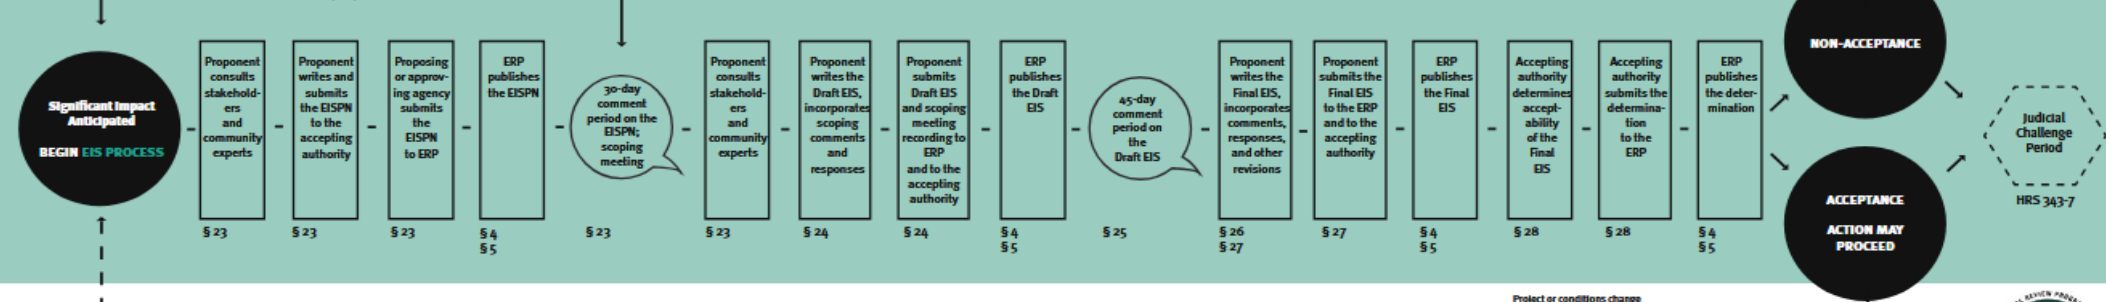 Significant Impact
Anticipated
BEGIN EIS PROCESS
Proponent
consults
stakehold-
ers
and
community
experts
§ 23
Proponent
writes and
submits
the EISPN
to the
accepting
authority
§ 23
Proposing
or approv-
ing agency
submits
the
EISPN
to ERP
§ 23
ERP
publishes
the EISPN
§ 4
§ 5
30-day
comment
period on the
EISPN;
scoping
meeting
§ 23
Proponent
consults
stakehold-
ers
and
community
experts
§ 23
Proponent
writes the
Draft EIS,
incorporates
scoping
comments
and
responses
§ 24
Proponent
submits
Draft EIS
and scoping
meeting
recording to
ERP
and to the
accepting
authority
§ 24
ERP
publishes
the Draft
EIS
§ 4
§ 5
45-day
comment
period on
the
Draft EIS
§ 25
Proponent
writes the
Final EIS,
incorporates
comments,
responses,
and other
revisions
§ 26
§ 27
Proponent
submits the
Final EIS
to the ERP
and to the
accepting
authority
§ 27
ERP
publishes
the Final
EIS
§ 4
§ 5
Accepting
authority
determines
accept-
ability
of the
Final
EIS
§ 28
Accepting
authority
submits the
determina-
tion
to the
ERP
§ 28
ERP
publishes
the deter-
mination
§ 4
§ 5
NON-ACCEPTANCE
ACCEPTANCE
ACTION MAY
PROCEED
Judicial
Challenge
Period
HRS 343-7
Project or conditions change